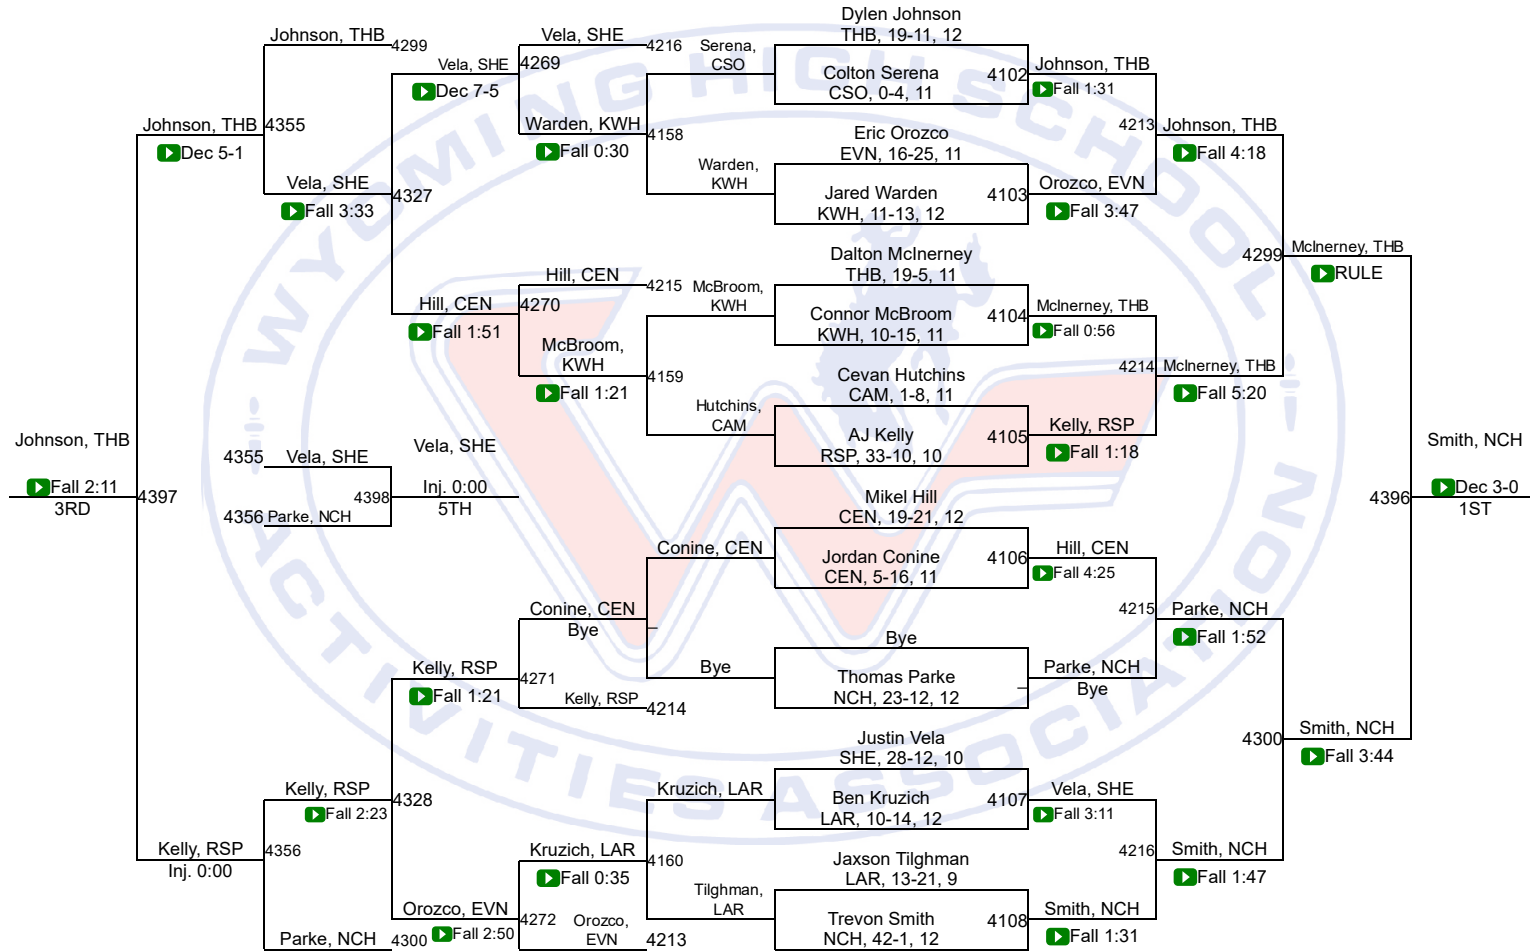 Dylen Johnson
THB, 19-11, 12
Colton Serena
CSO, 0-4, 11
4102
Eric Orozco
EVN, 16-25, 11
Jared Warden
KWH, 11-13, 12
4103
Dalton McInerney
THB, 19-5, 11
Connor McBroom
KWH, 10-15, 11
4104
Cevan Hutchins
CAM, 1-8, 11
AJ Kelly
RSP, 33-10, 10
4105
Mikel Hill
CEN, 19-21, 12
Jordan Conine
CEN, 5-16, 11
4106
Bye
Thomas Parke
NCH, 23-12, 12
Justin Vela
SHE, 28-12, 10
Ben Kruzich
LAR, 10-14, 12
4107
Jaxson Tilghman
LAR, 13-21, 9
Trevon Smith
NCH, 42-1, 12
4108
Johnson, THB
Fall 1:31
4213
Orozco, EVN
Fall 3:47
McInerney, THB
Fall 0:56
4214
Kelly, RSP
Fall 1:18
Hill, CEN
Fall 4:25
4215
Parke, NCH
Bye
Vela, SHE
Fall 3:11
4216
Smith, NCH
Fall 1:31
Johnson, THB
Fall 4:18
4299
McInerney, THB
Fall 5:20
Parke, NCH
Fall 1:52
4300
Smith, NCH
Fall 1:47
McInerney, THB
RULE
4396
Smith, NCH
Fall 3:44
Smith, NCH
Dec 3-0
1ST
Serena,
CSO
4158
Warden,
KWH
McBroom,
KWH
4159
Hutchins,
CAM
Conine, CEN
Bye
Kruzich, LAR
4160
Tilghman,
LAR
Vela, SHE
4216
4269
Warden, KWH
Fall 0:30
Hill, CEN
4215
4270
McBroom,
KWH
Fall 1:21
Conine, CEN
Bye
4271
Kelly, RSP
4214
Kruzich, LAR
Fall 0:35
4272
Orozco,
EVN
4213
Vela, SHE
Dec 7-5
4327
Hill, CEN
Fall 1:51
Kelly, RSP
Fall 1:21
4328
Orozco, EVN
Fall 2:50
Johnson, THB
4299
4355
Vela, SHE
Fall 3:33
Kelly, RSP
Fall 2:23
4356
Parke, NCH
4300
Johnson, THB
Dec 5-1
4397
Kelly, RSP
Inj. 0:00
Johnson, THB
Fall 2:11
3RD
4355
Vela, SHE
4398
4356
Parke, NCH
Vela, SHE
Inj. 0:00
5TH
WYOMING HIGH SCHOOL
ACTIVITIES ASSOCIATION